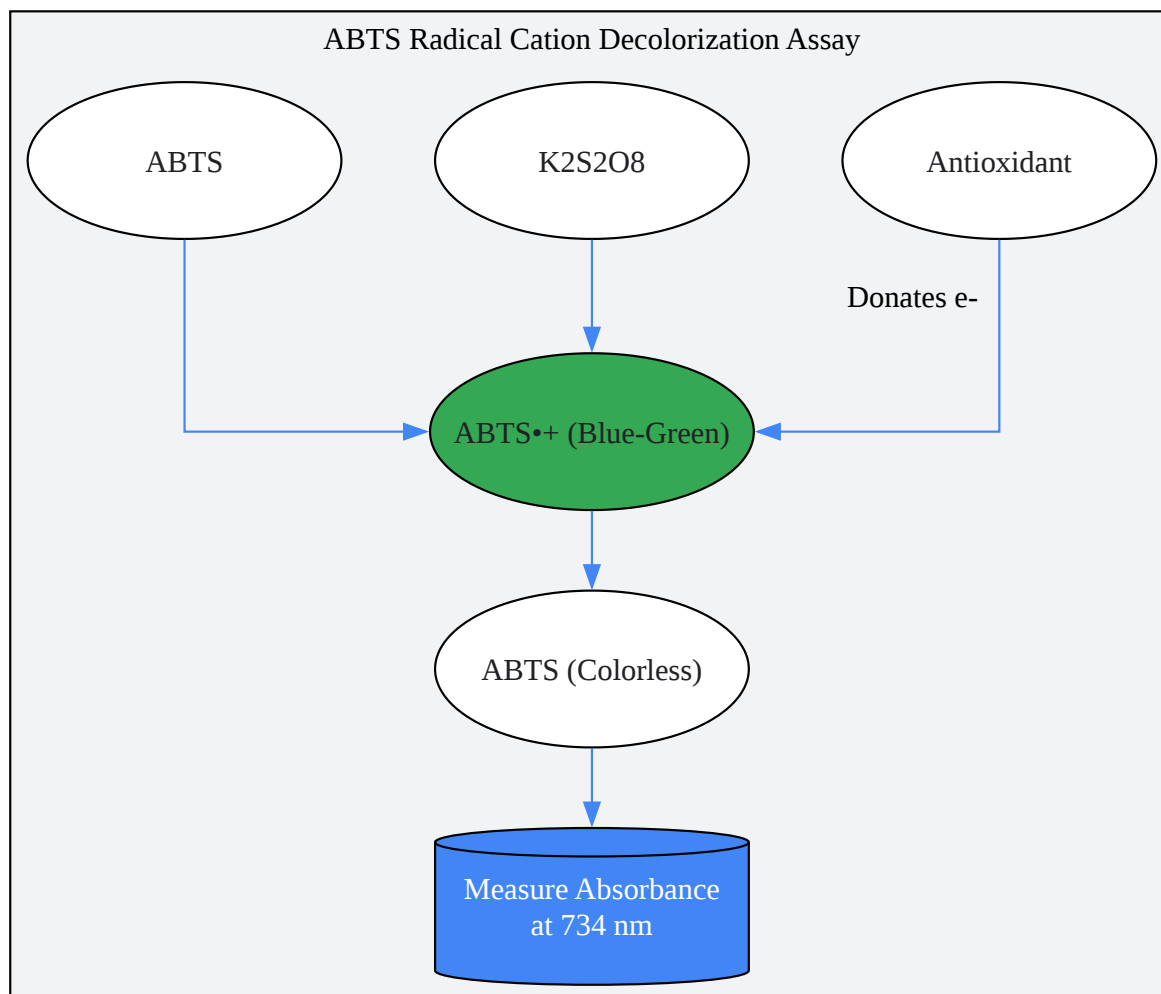 ABTS Radical Cation Decolorization Assay
ABTS
K2S2O8
Antioxidant
Donates e-
ABTS•+ (Blue-Green)
ABTS (Colorless)
Measure Absorbance
at 734 nm